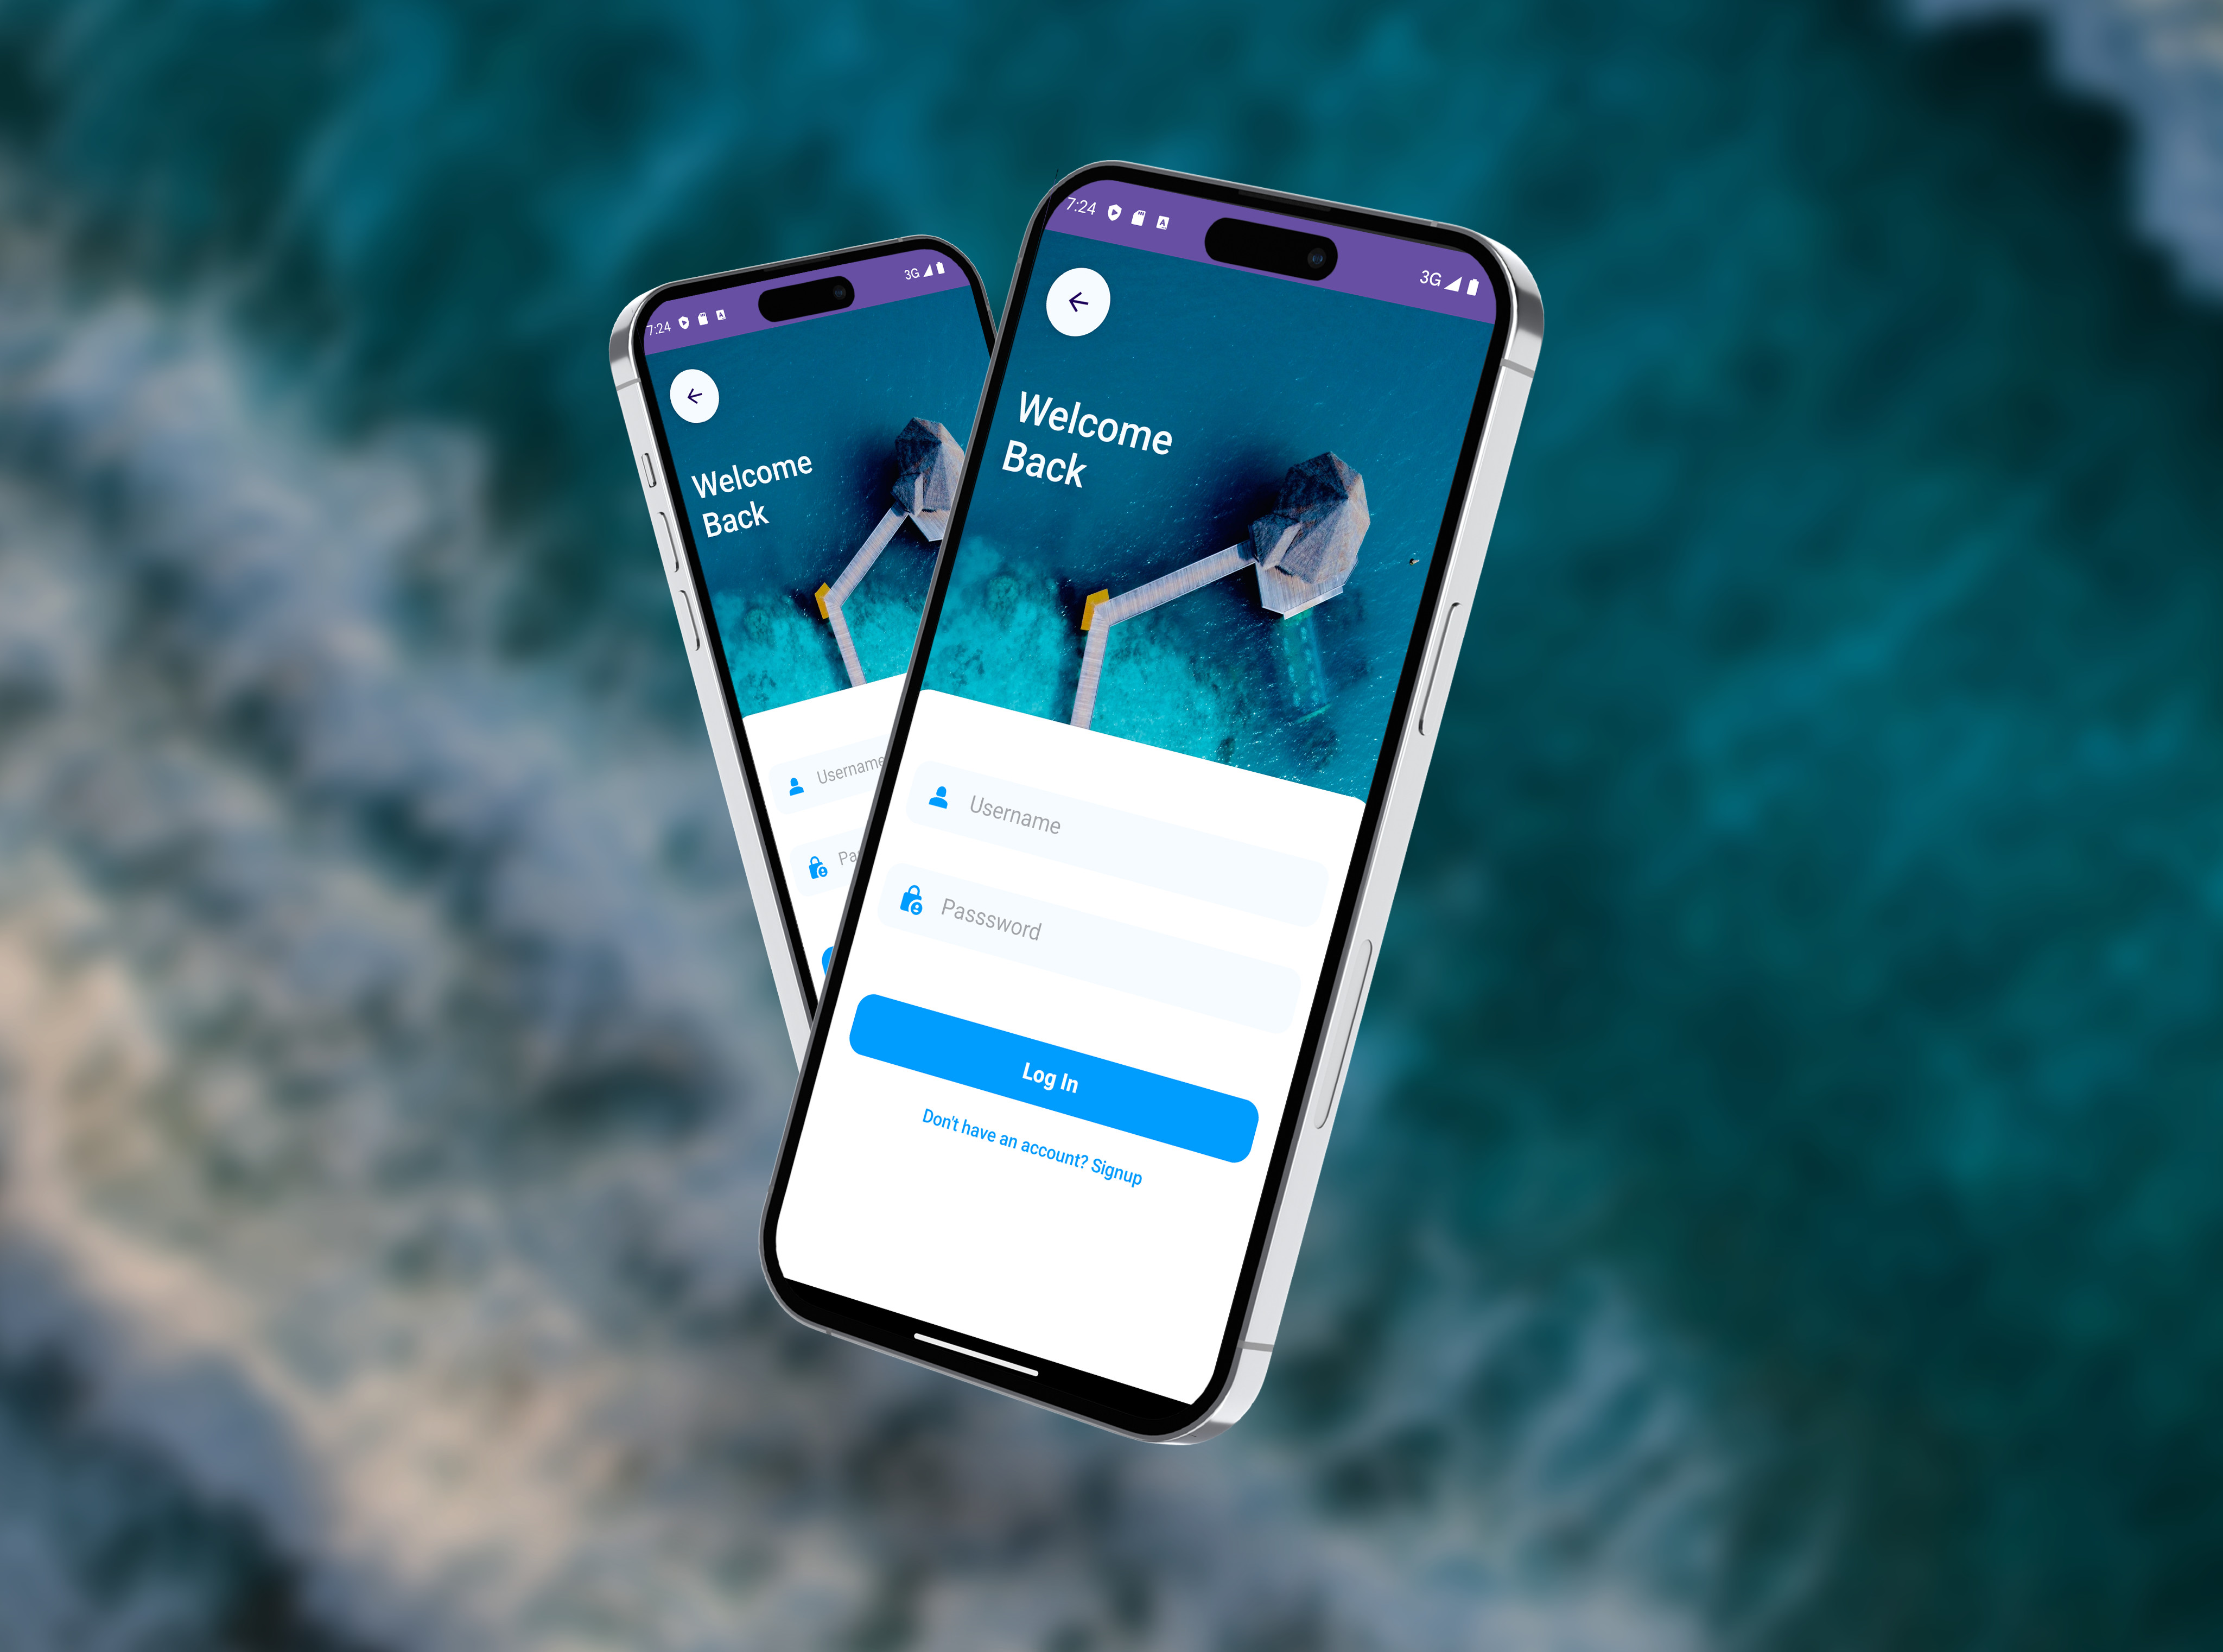 7:24
3G
Welcome
Back
Username
7:24
3G
Welcome
Back
Username
Passsword
Log In
Don't have an account? Signup